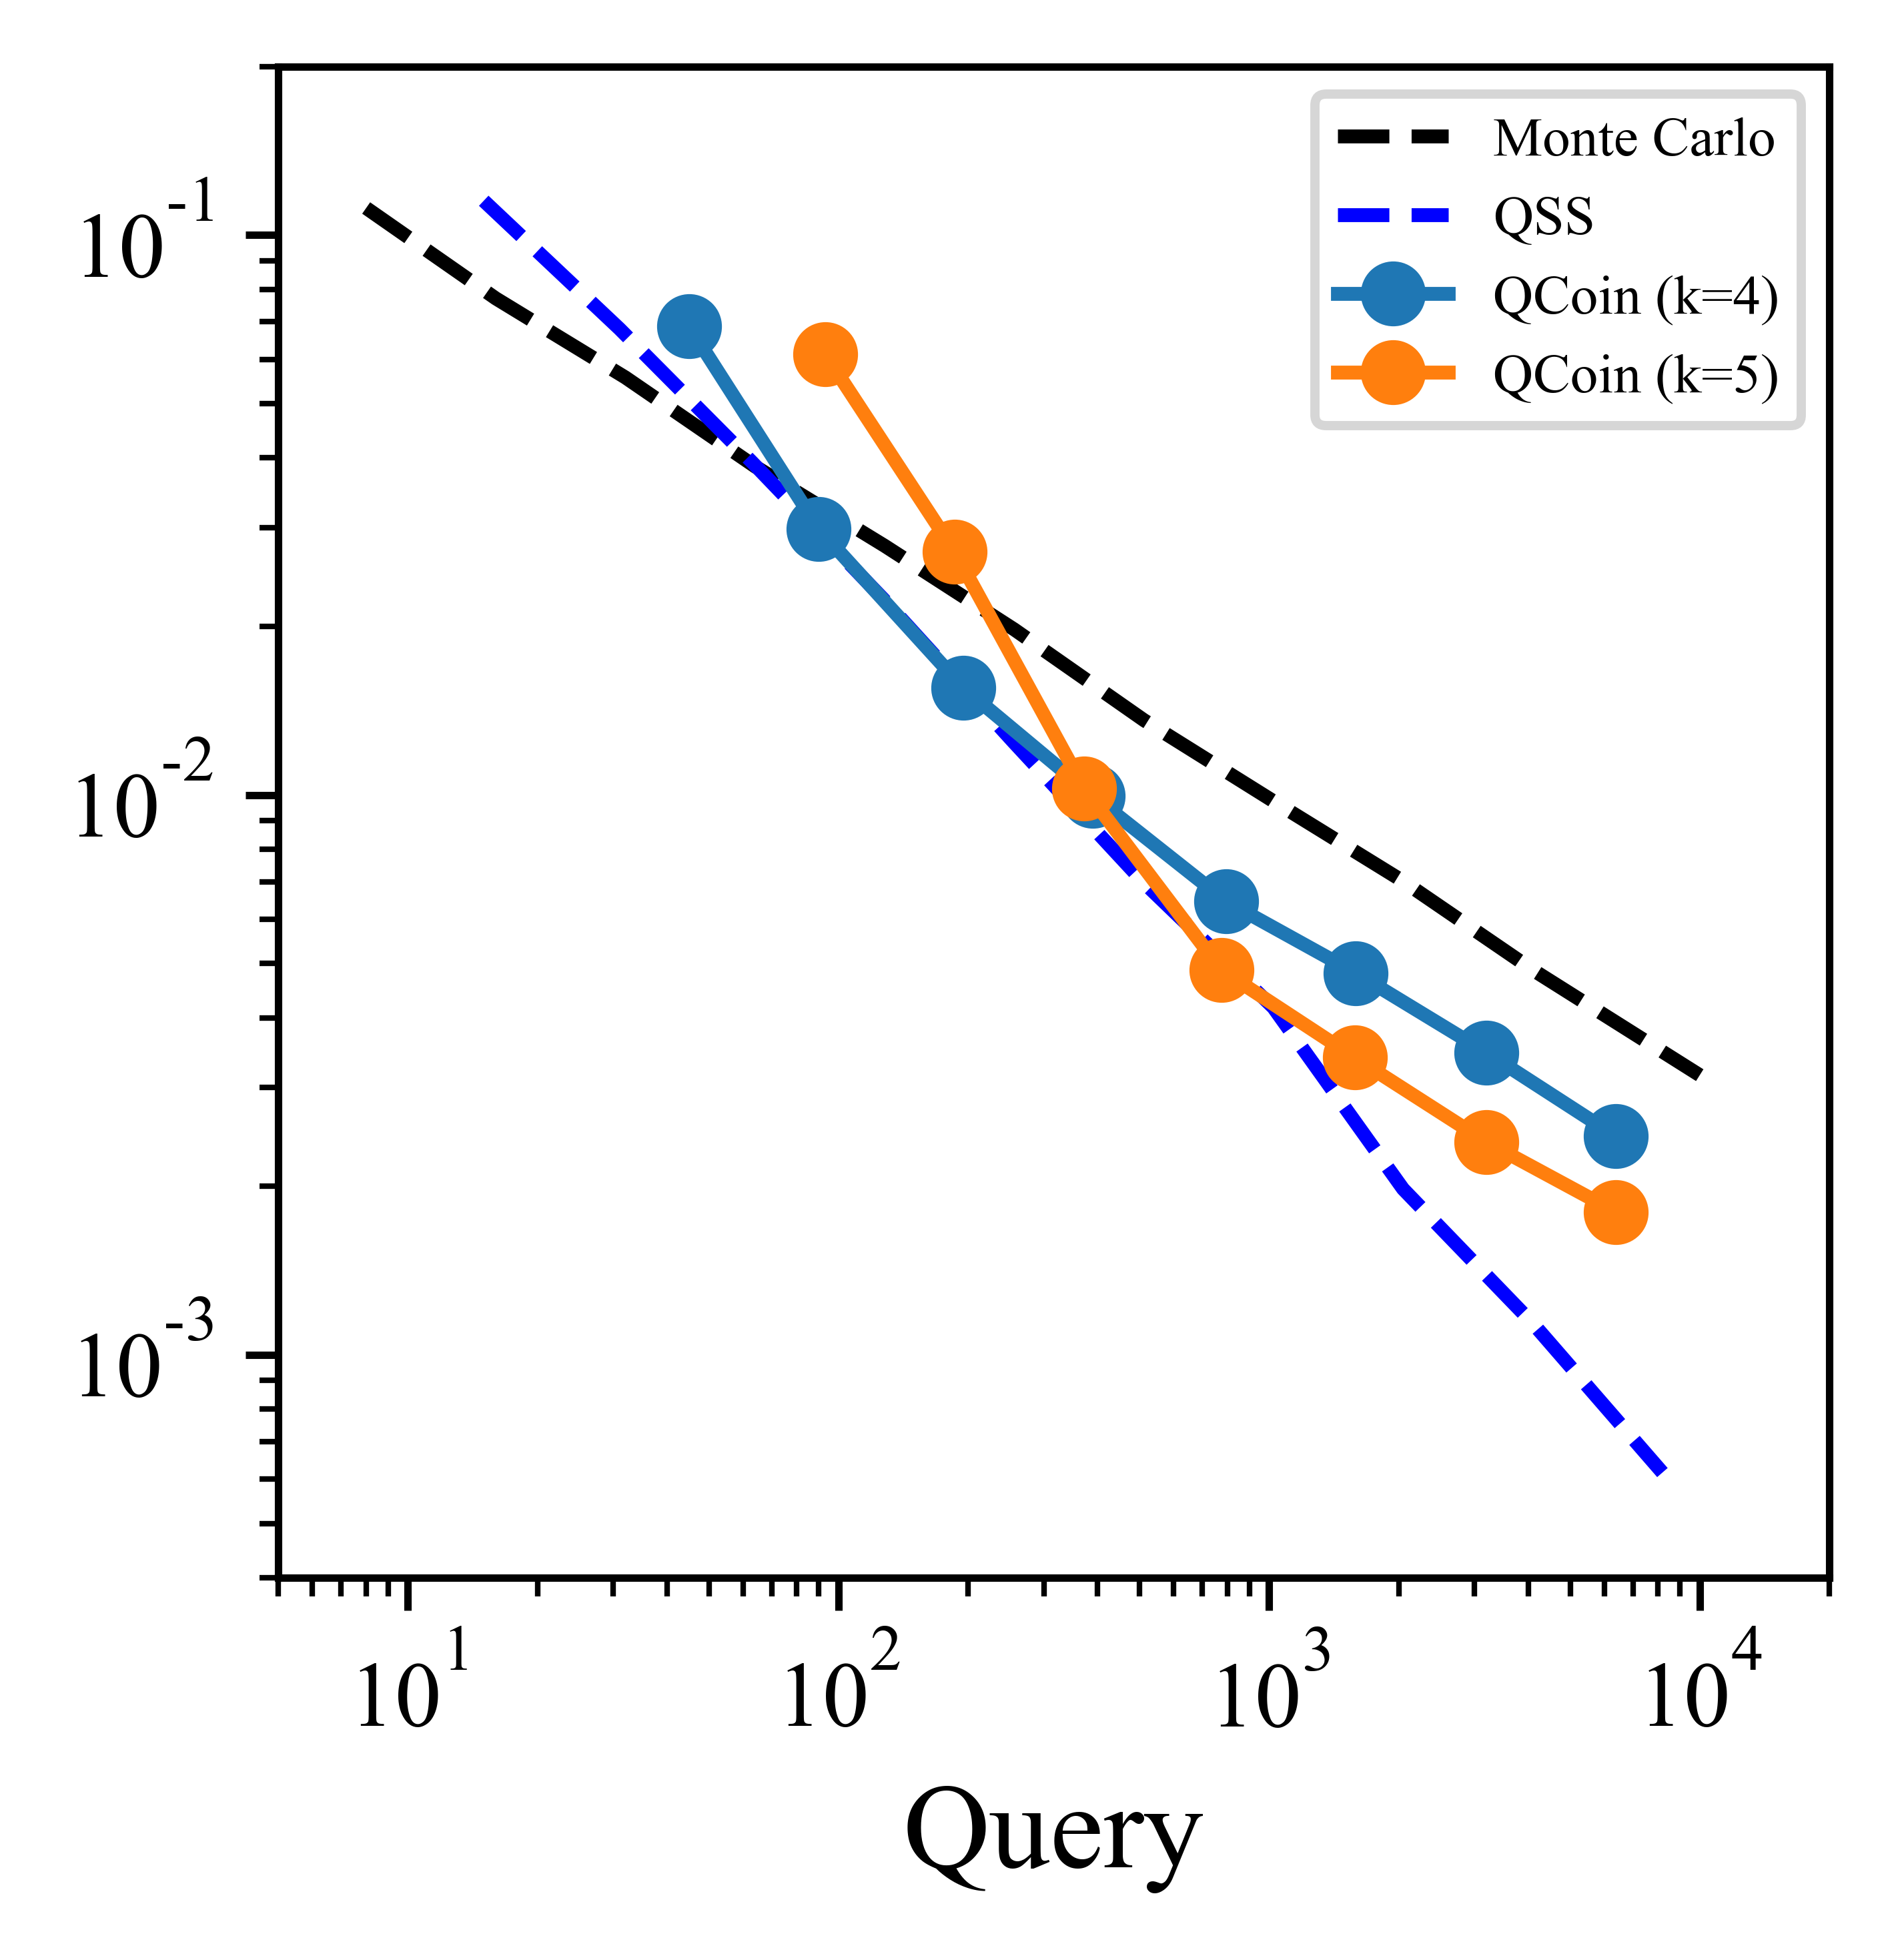 Monte Carlo
QSS
QCoin (k=4)
QCoin (k=5)
10-1
10-2
10-3
101 102 103 104
Query